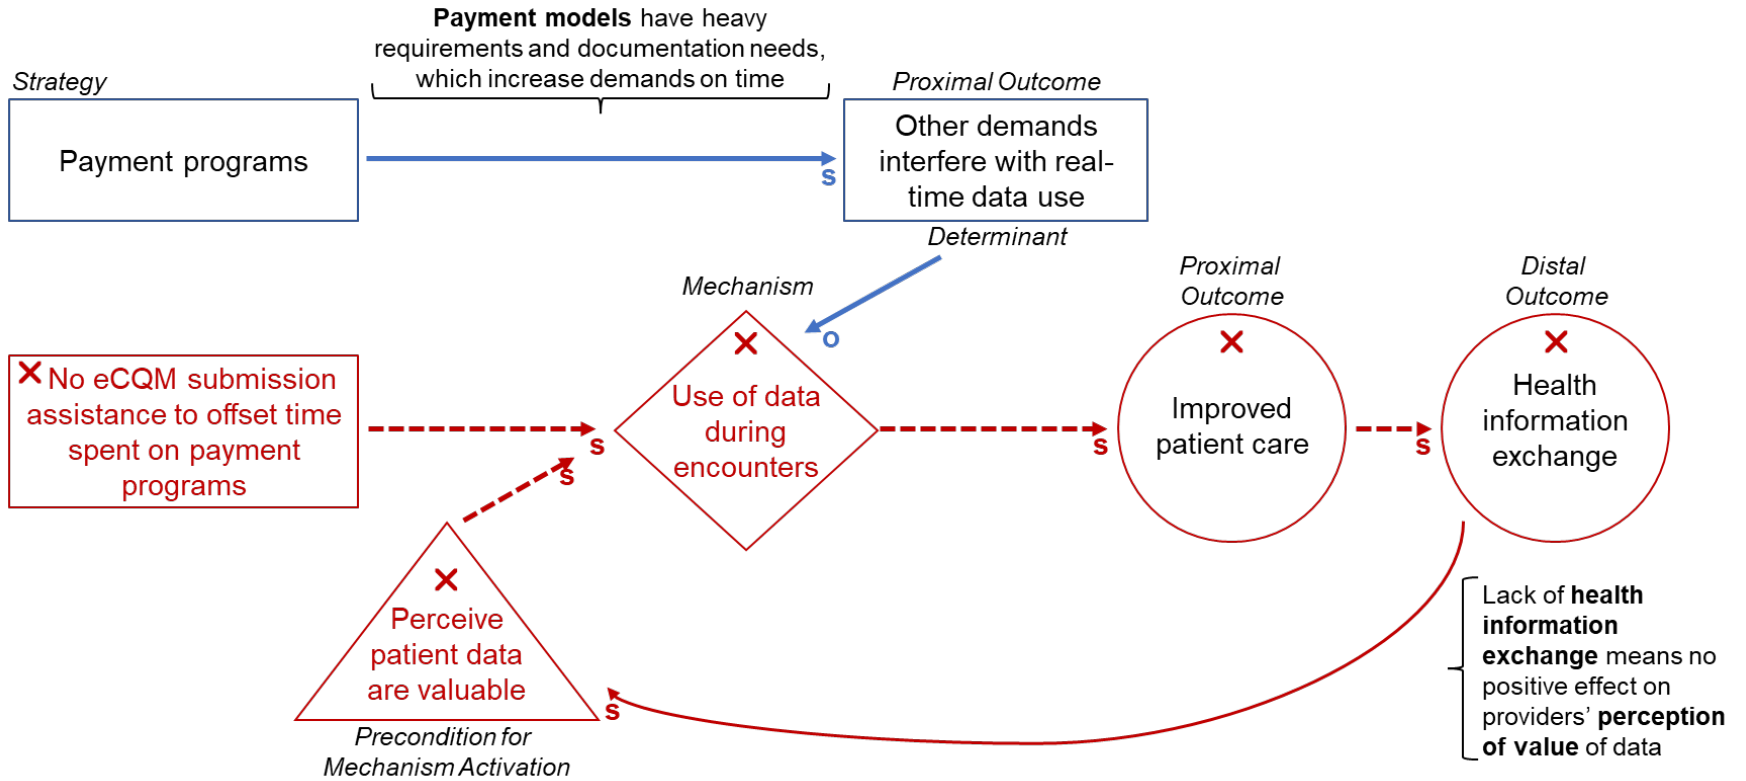 Payment models have heavy
requirements and documentation needs,
which increase demands on time
Strategy
Proximal Outcome
Payment programs
s
Other demands
interfere with real-
time data use
Determinant
Mechanism
o
Proximal
Outcome
Distal
Outcome
No eCQM submission
assistance to offset time
spent on payment
programs
s
s
Use of data
during
encounters
s
Improved
patient care
s
Health
information
exchange
Perceive
patient data
are valuable
s
Precondition for
Mechanism Activation
Lack of health
information
exchange means no
positive effect on
providers’ perception
of value of data